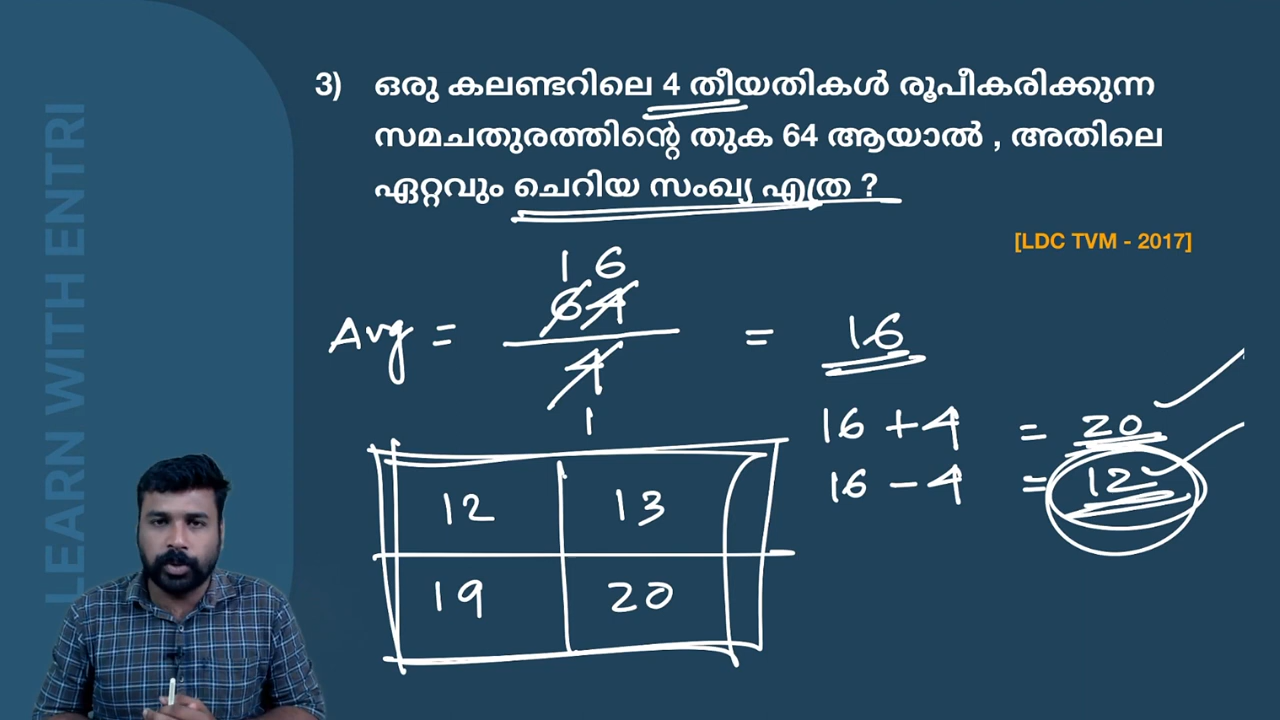 LEARN WITH ENTRI
3) ഒരു കലണ്ടറിലെ 4 തീയതികൾ രൂപീകരിക്കുന്ന
സമചതുരത്തിന്റെ തുക 64 ആയാൽ , അതിലെ
ഏറ്റവും ചെറിയ സംഖ്യ എത്ര ?
[LDC TVM - 2017]
16
Avg = 64/4 = 16
1
16 + 4 = 20
16 - 4 = 12
12 13
19 20